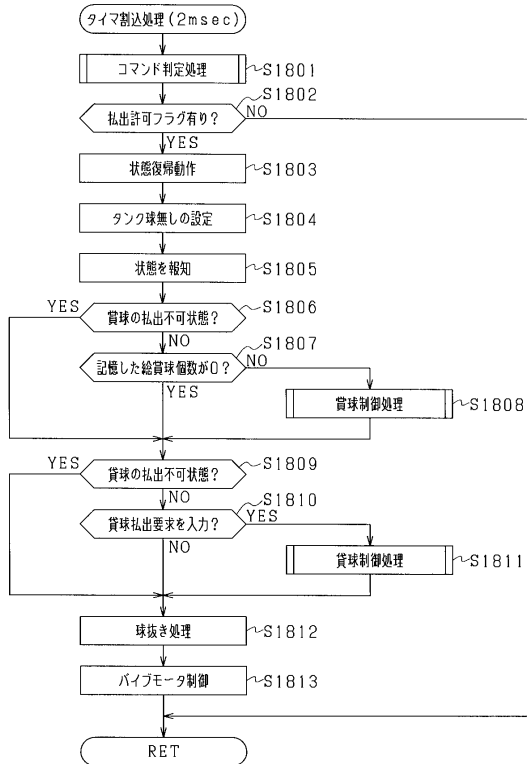 タイマ割込処理(2msec)
コマンド判定処理
S1801
S1802
払出許可フラグ有り?
NO
YES
状態復帰動作
S1803
タンク球無しの設定
S1804
状態を報知
S1805
S1806
YES
賞球の払出不可状態?
NO
S1807
記憶した総賞球個数が0?
NO
YES
賞球制御処理
S1808
S1809
YES
貸球の払出不可状態?
NO
S1810
貸球払出要求を入力?
YES
NO
貸球制御処理
S1811
球抜き処理
S1812
バイブモータ制御
S1813
RET